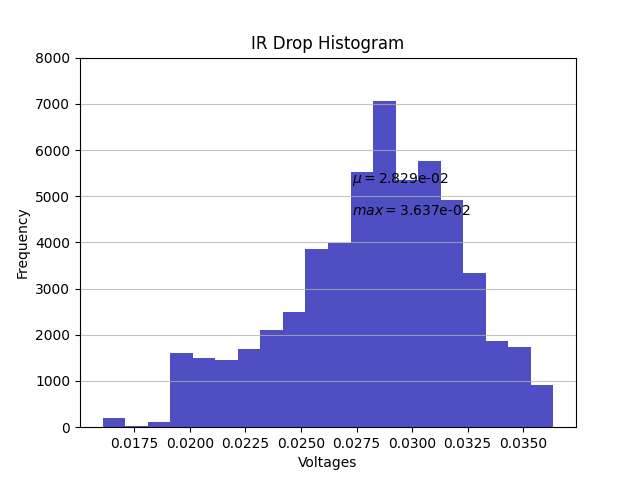 IR Drop Histogram
8000
7000
6000
5000
4000
3000
2000
1000
0
Frequency
μ = 2.829e-02
max = 3.637e-02
0.0175 0.0200 0.0225 0.0250 0.0275 0.0300 0.0325 0.0350
Voltages